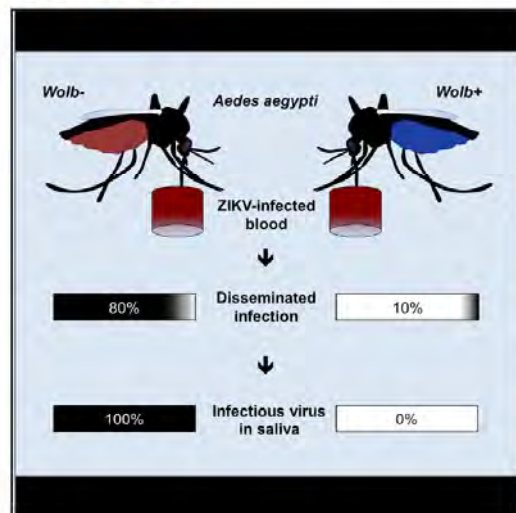 Wolb-
Aedes aegypti
Wolb+
ZIKV-infected
blood
80%
Disseminated
infection
10%
100%
Infectious virus
in saliva
0%